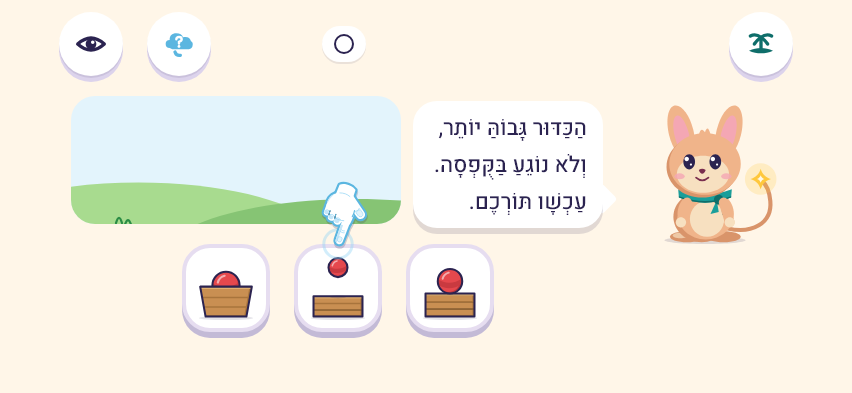 הַכַּדּוּר גָּבוֹהַּ יוֹתֵר,
וְלֹא נוֹגֵעַ בַּקֻּפְסָה.
עַכְשָׁו תּוֹרְכֶם.
?